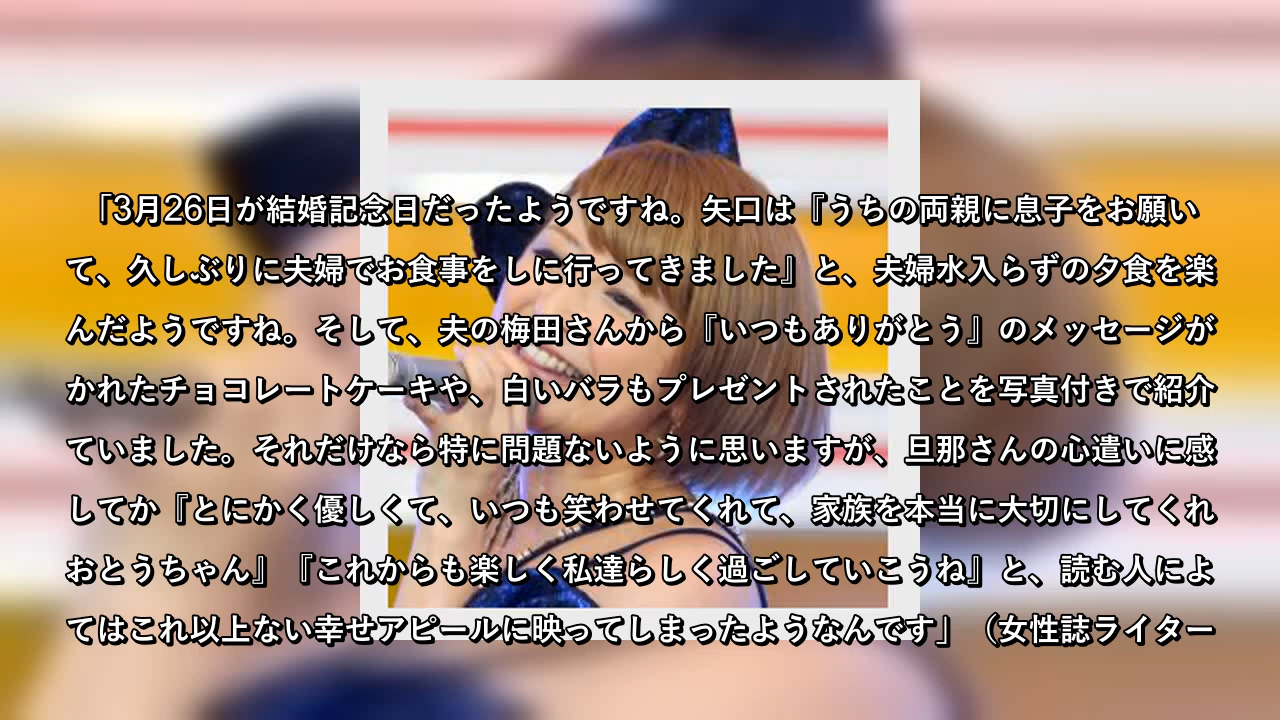 「3月26日が結婚記念日だったようですね。矢口は『うちの両親に息子をお願い
て、久しぶりに夫婦でお食事をしに行ってきました』と、夫婦水入らずの夕食を楽
んだようですね。そして、夫の梅田さんから『いつもありがとう』のメッセージが
かれたチョコレートケーキや、白いバラもプレゼントされたことを写真付きで紹介
ていました。それだけなら特に問題ないように思いますが、旦那さんの心遣いに感
してか『とにかく優しくて、いつも笑わせてくれて、家族を本当に大切にしてくれ
おとうちゃん』『これからも楽しく私達らしく過ごしていこうね』と、読む人によ
てはこれ以上ない幸せアピールに映ってしまったようなんです」（女性誌ライター